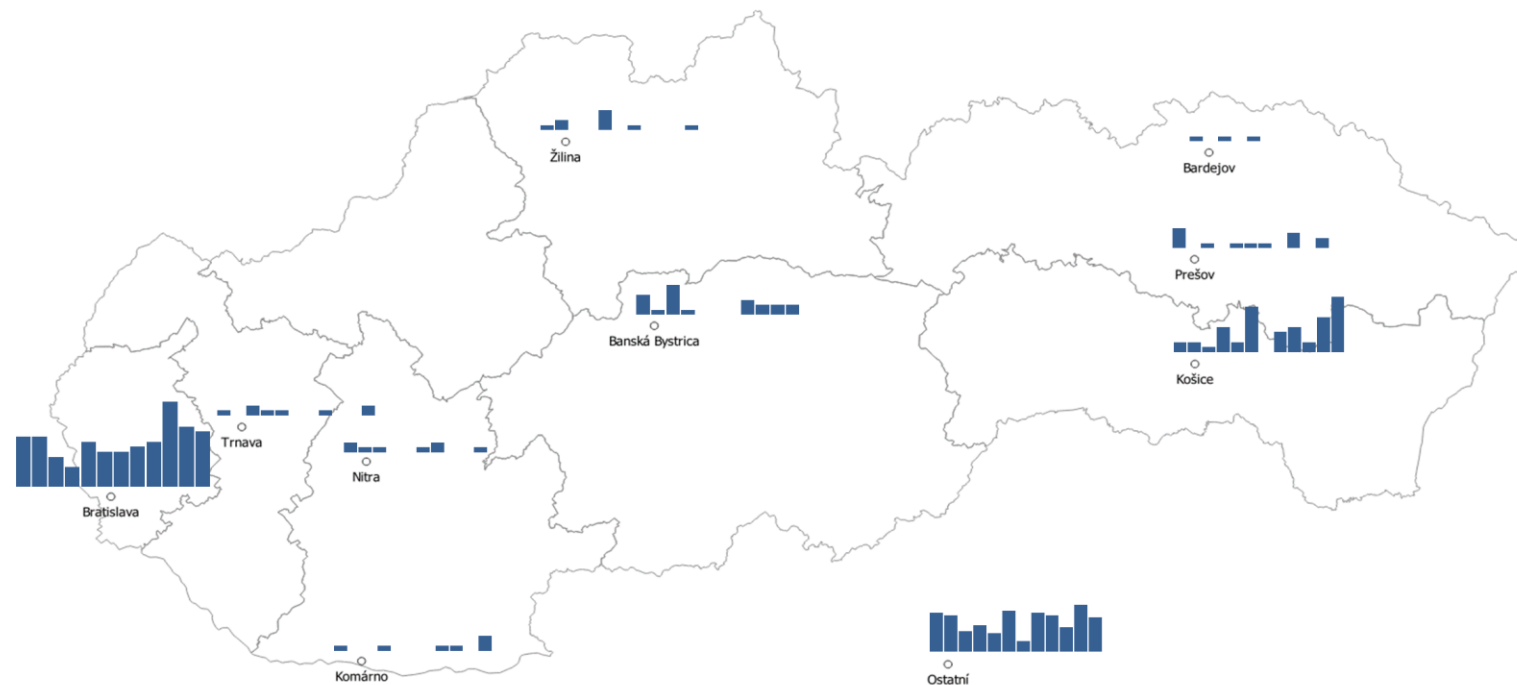 Žilina
Bardejov
Prešov
Banská Bystrica
Košice
Trnava
Nitra
Bratislava
Komárno
Ostatní